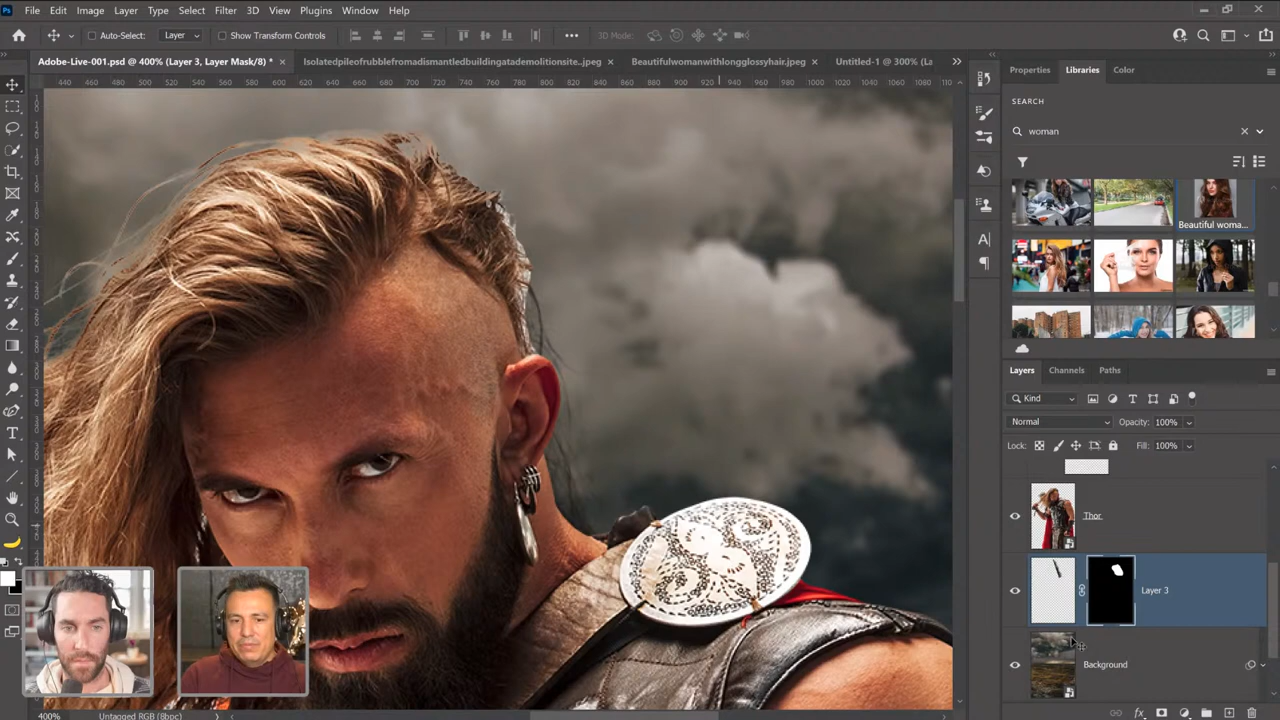 Ps File Edit Image Layer Type Select Filter 3D View Plugins Window Help
Auto-Select: Layer Show Transform Controls 3D Mode:
Adobe-Live-001.psd @ 400% (Layer 3, Layer Mask/8) * × Isolatedpileofrubblefromadismantledbuildingatademolitionsite..jpeg × Beautifulwomanwithlongglossyhair.jpeg × Untitled-1 @ 300% (La
440 460 480 500 520 540 560 580 600 620 640 660 680 700 720 740 760 780 800 820 840 860 880 900 920 940 960 980 1000 1020 1040 1060 1080 110
Properties Libraries Color
SEARCH
woman
Beautiful woma...
Layers Channels Paths
Kind
Normal Opacity: 100%
Lock: Fill: 100%
Thor
Layer 3
Background
400% Untagged RGB (8bpc)
fx